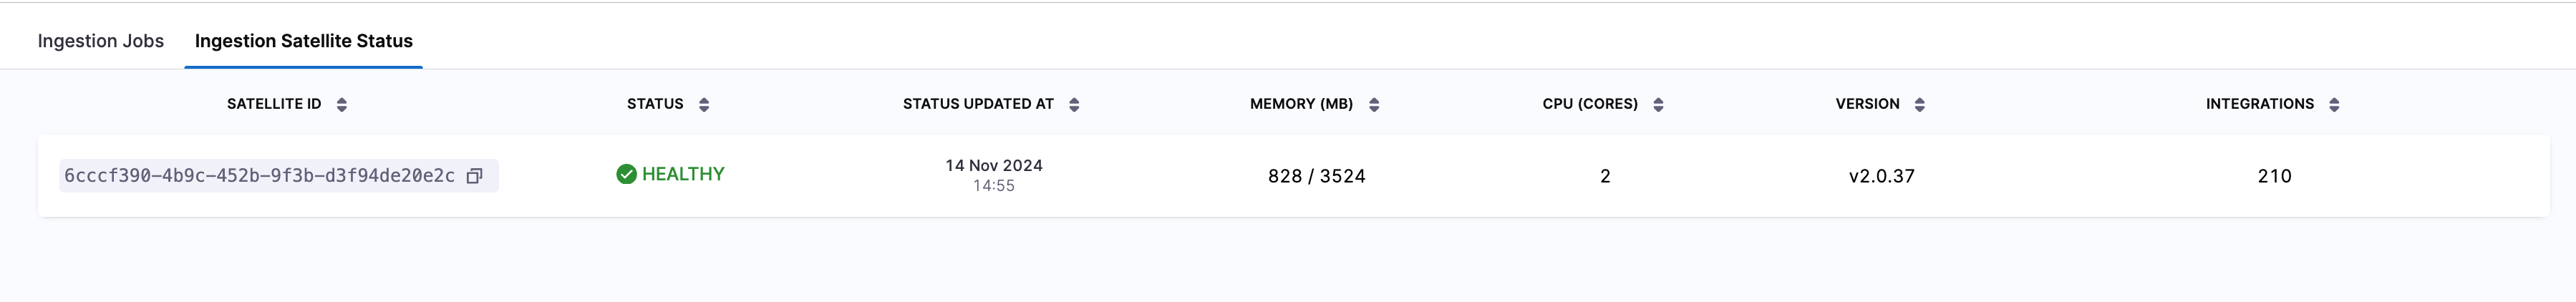 Ingestion Jobs Ingestion Satellite Status
SATELLITE ID STATUS STATUS UPDATED AT MEMORY (MB) CPU (CORES) VERSION INTEGRATIONS
6cccf390-4b9c-452b-9f3b-d3f94de20e2c HEALTHY 14 Nov 2024 828 / 3524 2 v2.0.37 210
14:55